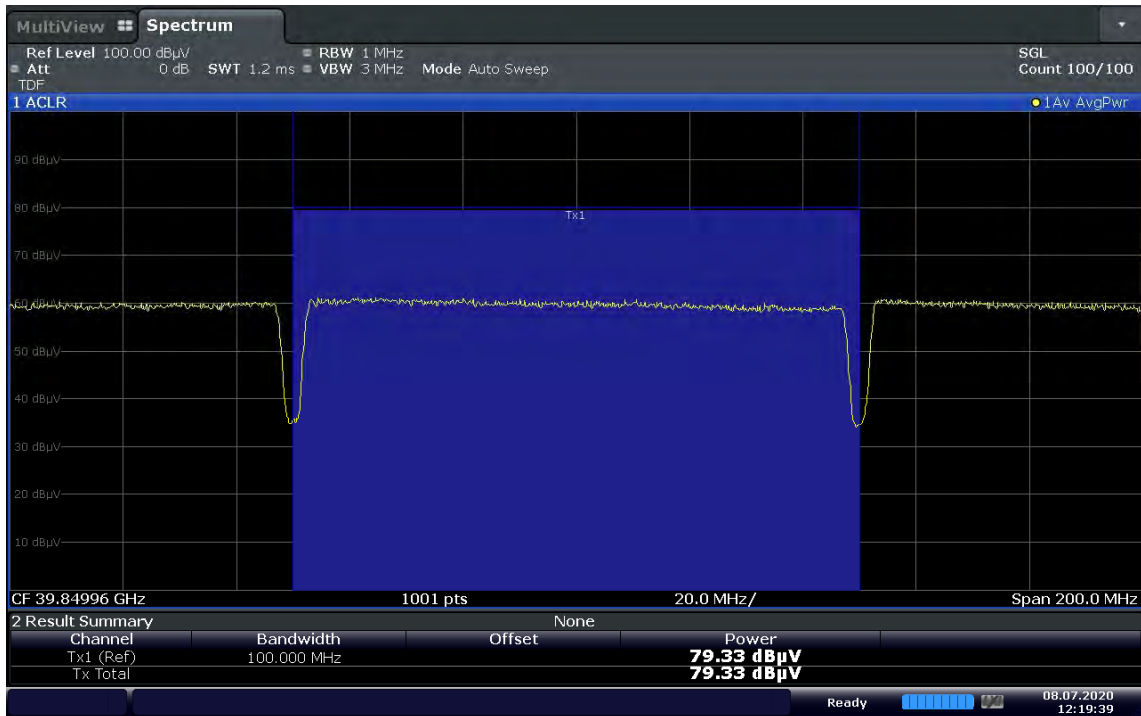 MultiView Spectrum
Ref Level 100.00 dBµV RBW 1 MHz SGL
Att 0 dB SWT 1.2 ms VBW 3 MHz Mode Auto Sweep Count 100/100
TDF
1 ACLR 1Av AvgPwr
90 dBµV
80 dBµV
Tx1
70 dBµV
60 dBµV
50 dBµV
40 dBµV
30 dBµV
20 dBµV
10 dBµV
CF 39.84996 GHz 1001 pts 20.0 MHz/ Span 200.0 MHz
2 Result Summary None
Channel Bandwidth Offset Power
Tx1 (Ref) 100.000 MHz 79.33 dBµV
Tx Total 79.33 dBµV
Ready 08.07.2020
12:19:39